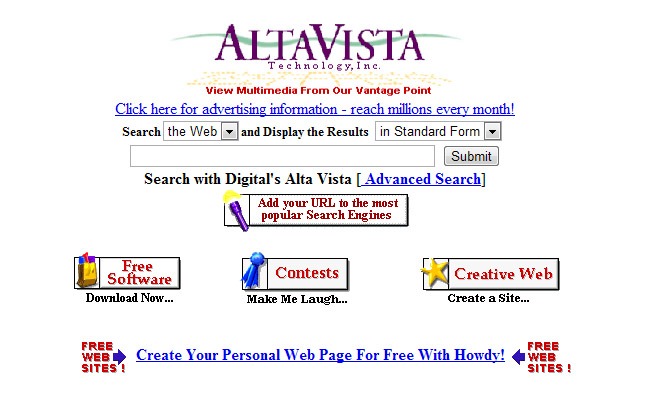 ALTAVISTA
Technology, Inc.
View Multimedia From Our Vantage Point
Click here for advertising information - reach millions every month!
Search the Web and Display the Results in Standard Form
Submit
Search with Digital's Alta Vista [ Advanced Search]
Add your URL to the most
popular Search Engines
Free
Software
Download Now...
Contests
Make Me Laugh...
Creative Web
Create a Site...
FREE
WEB
SITES !
Create Your Personal Web Page For Free With Howdy!
FREE
WEB
SITES !